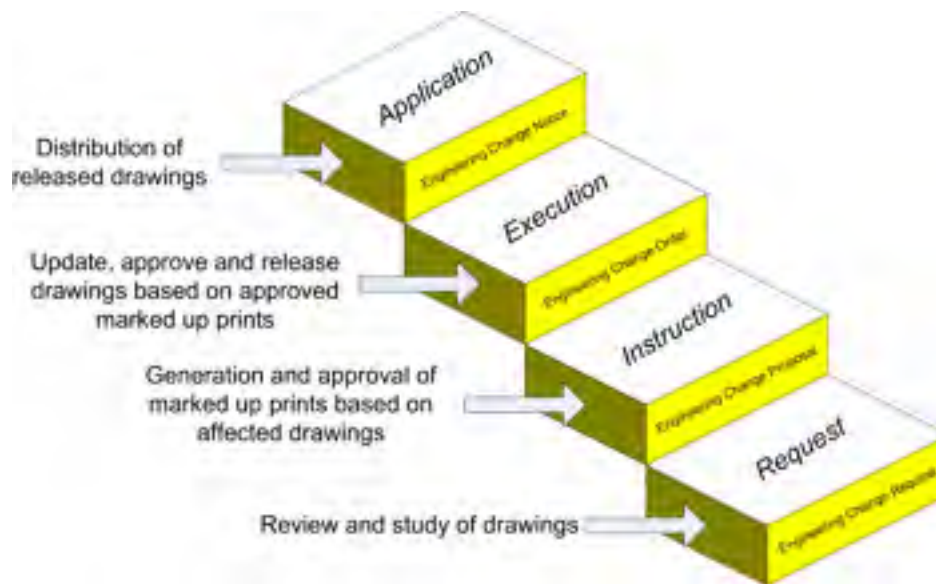 Application
Engineering Change Notice
Distribution of
released drawings
Execution
Engineering Change Order
Update, approve and release
drawings based on approved
marked up prints
Instruction
Engineering Change Proposal
Generation and approval of
marked up prints based on
affected drawings
Request
Engineering Change Request
Review and study of drawings